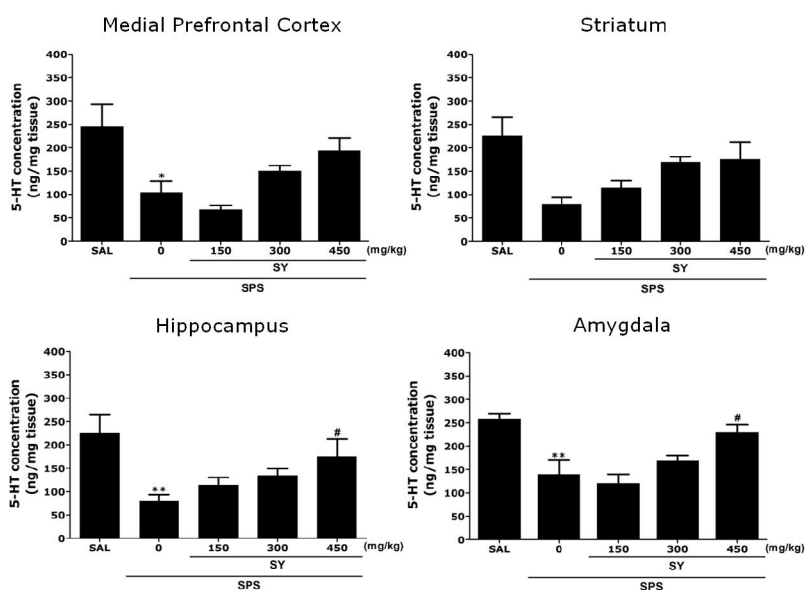 Medial Prefrontal Cortex
5-HT concentration
(ng/mg tissue)
400
350
300
250
200
150
100
50
0
*
SAL 0 150 300 450 (mg/kg)
SY
SPS
Striatum
5-HT concentration
(ng/mg tissue)
400
350
300
250
200
150
100
50
0
SAL 0 150 300 450 (mg/kg)
SY
SPS
Hippocampus
5-HT concentration
(ng/mg tissue)
400
350
300
250
200
150
100
50
0
**
#
SAL 0 150 300 450 (mg/kg)
SY
SPS
Amygdala
5-HT concentration
(ng/mg tissue)
400
350
300
250
200
150
100
50
0
**
#
SAL 0 150 300 450 (mg/kg)
SY
SPS